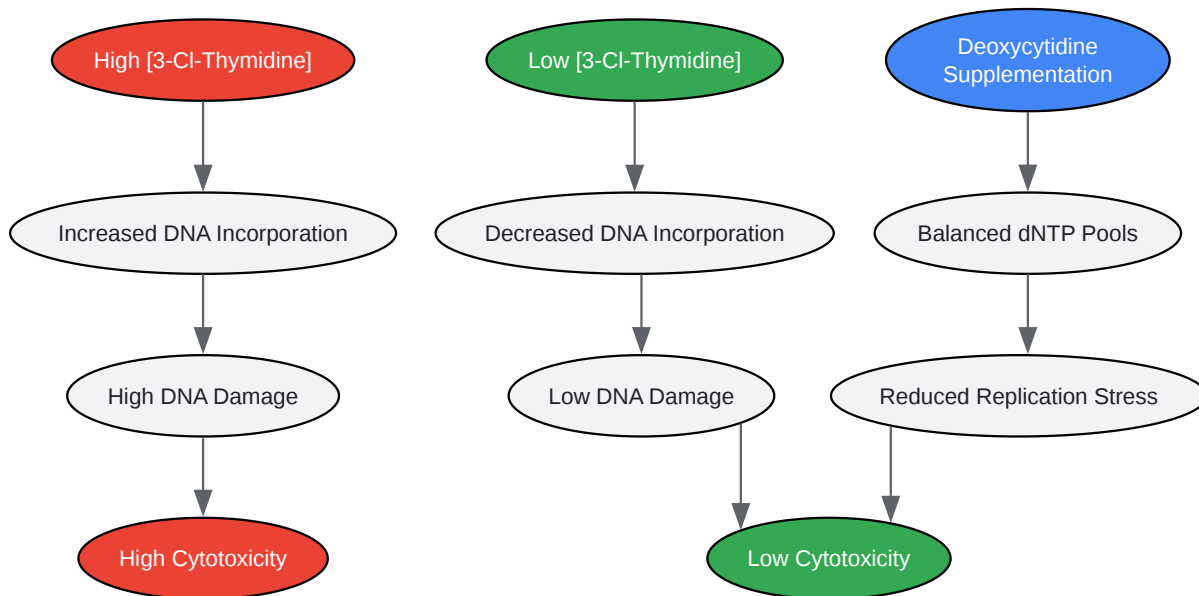 High [3-Cl-Thymidine]
Low [3-Cl-Thymidine]
Deoxycytidine
Supplementation
Increased DNA Incorporation
Decreased DNA Incorporation
Balanced dNTP Pools
High DNA Damage
Low DNA Damage
Reduced Replication Stress
High Cytotoxicity
Low Cytotoxicity